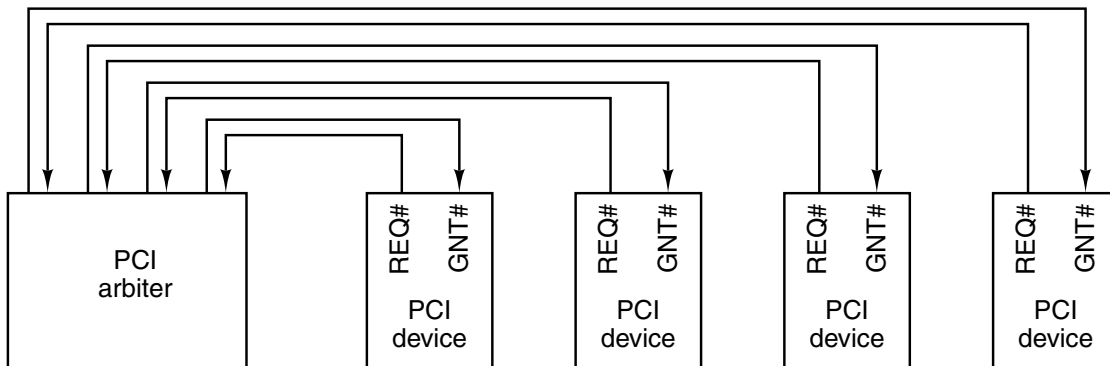 PCI
arbiter
REQ#
GNT#
PCI
device
REQ#
GNT#
PCI
device
REQ#
GNT#
PCI
device
REQ#
GNT#
PCI
device